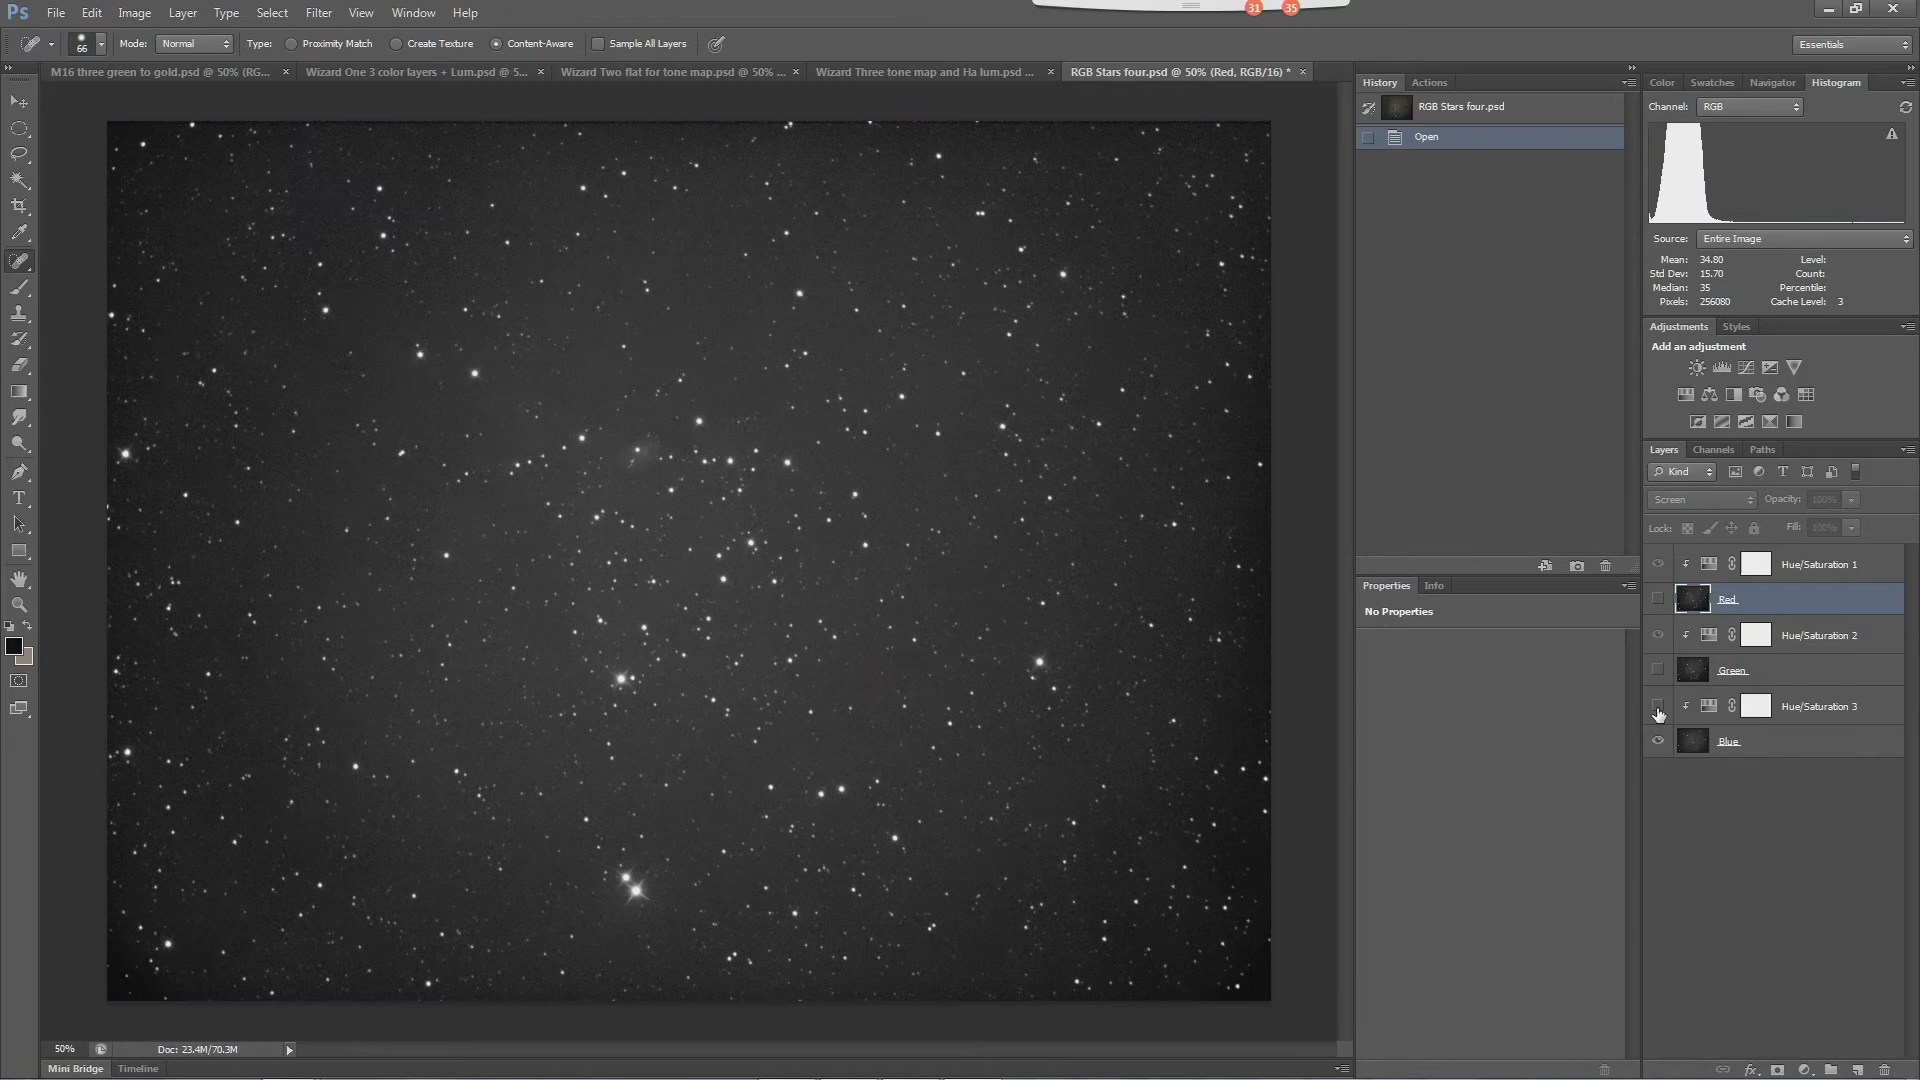 Ps File Edit Image Layer Type Select Filter View Window Help
31 35
66 Mode: Normal Type: Proximity Match Create Texture Content-Aware Sample All Layers Essentials
M16 three green to gold.psd @ 50% (RG... × Wizard One 3 color layers + Lum.psd @ 5... × Wizard Two flat for tone map.psd @ 50% ... × Wizard Three tone map and Ha lum.psd ... × RGB Stars four.psd @ 50% (Red, RGB/16) * ×
History Actions
RGB Stars four.psd
Open
Color Swatches Navigator Histogram
Channel: RGB
Source: Entire Image
Mean: 34.80 Level:
Std Dev: 15.70 Count:
Median: 35 Percentile:
Pixels: 256080 Cache Level: 3
Adjustments Styles
Add an adjustment
Layers Channels Paths
Kind
Screen Opacity: 100%
Lock: Fill: 100%
Hue/Saturation 1
Red
Hue/Saturation 2
Green
Hue/Saturation 3
Blue
Properties Info
No Properties
50% Doc: 23.4M/70.3M
Mini Bridge Timeline